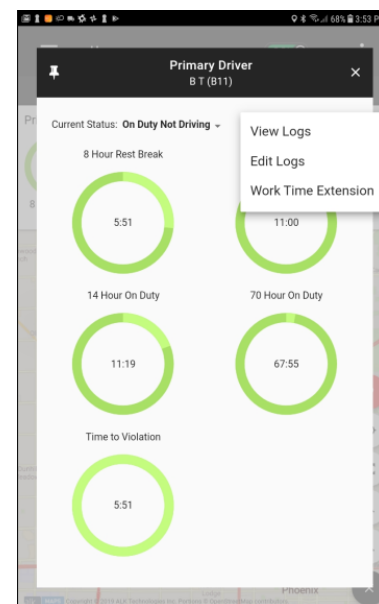 68% 3:53 P
Primary Driver
B T (B11)
Current Status: On Duty Not Driving
View Logs
Edit Logs
Work Time Extension
8 Hour Rest Break
5:51
11:00
14 Hour On Duty
70 Hour On Duty
11:19
67:55
Time to Violation
5:51
Phoenix